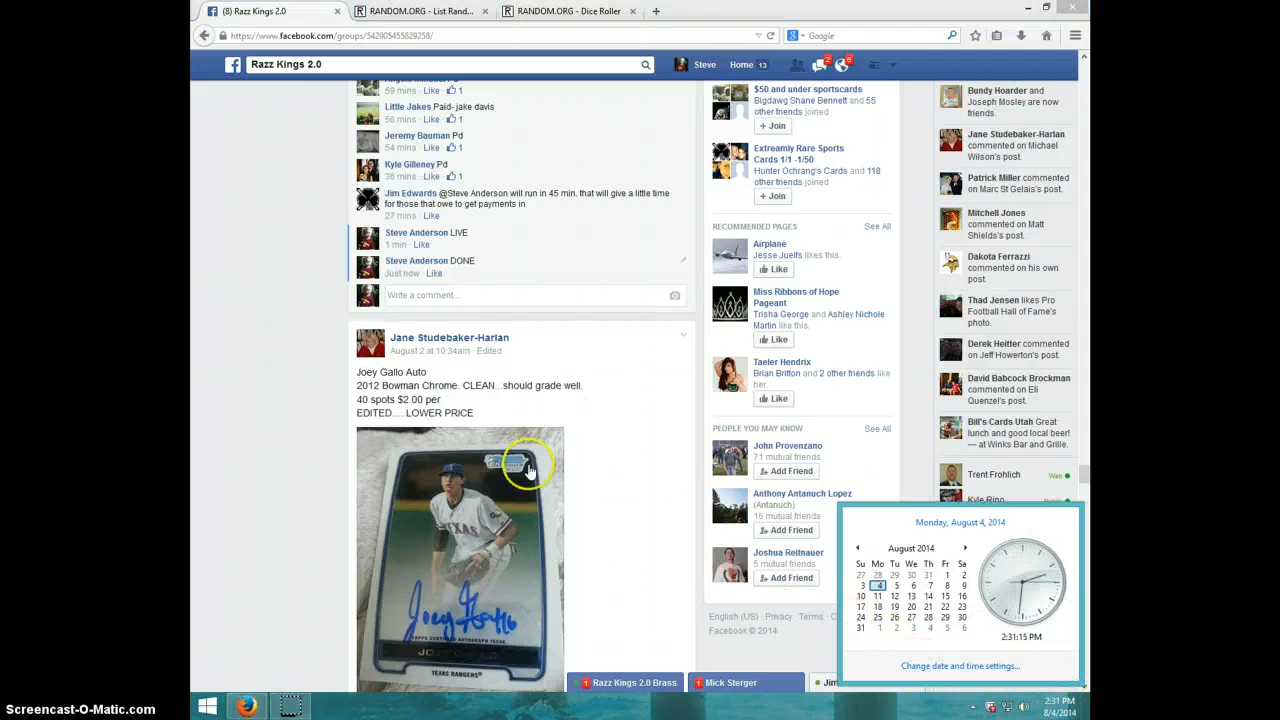 (8) Razz Kings 2.0
RANDOM.ORG - List Rand...
RANDOM.ORG - Dice Roller
https://www.facebook.com/groups/542905455829258/
Google
Razz Kings 2.0
Steve
Home 13
2
6
59 mins · Like · 1
Little Jakes Paid- jake davis
56 mins · Like · 1
Jeremy Bauman Pd
54 mins · Like · 1
Kyle Gilleney Pd
36 mins · Like · 1
Jim Edwards @Steve Anderson will run in 45 min. that will give a little time
for those that owe to get payments in
27 mins · Like
Steve Anderson LIVE
1 min · Like
Steve Anderson DONE
Just now · Like
Write a comment...
Jane Studebaker-Harlan
August 2 at 10:34am · Edited
Joey Gallo Auto
2012 Bowman Chrome. CLEAN...should grade well.
40 spots $2.00 per
EDITED.....LOWER PRICE
TEXAS
Joey Gallo
TOPPS CERTIFIED AUTOGRAPH ISSUE
JOEY GALLO
TEXAS RANGERS
$50 and under sportscards
Bigdawg Shane Bennett and 55
other friends joined
+ Join
Extreamly Rare Sports
Cards 1/1 -1/50
Hunter Ochrang's Cards and 118
other friends joined
+ Join
RECOMMENDED PAGES
See All
Airplane
Jesse Juelfs likes this.
Like
Miss Ribbons of Hope
Pageant
Trisha George and Ashley Nichole
Martin like this.
Like
Taeler Hendrix
Brian Britton and 2 other friends like
her.
Like
PEOPLE YOU MAY KNOW
See All
John Provenzano
71 mutual friends
Add Friend
Anthony Antanuch Lopez
(Antanuch)
16 mutual friends
Add Friend
Joshua Reitnauer
5 mutual friends
Add Friend
English (US) · Privacy · Terms · C
Facebook © 2014
Bundy Hoarder and
Joseph Mosley are now
friends.
Jane Studebaker-Harlan
commented on Michael
Wilson's post.
Patrick Miller commented
on Marc St Gelais's post.
Mitchell Jones
commented on Matt
Shields's post.
Dakota Ferrazzi
commented on his own
post.
Thad Jensen likes Pro
Football Hall of Fame's
photo.
Derek Heitter commented
on Jeff Howerton's post.
David Babcock Brockman
commented on Eli
Quenzel's post.
Bill's Cards Utah Great
lunch and good local beer!
— at Winks Bar and Grille.
Trent Frohlich
Web
Kyle Rino
Monday, August 4, 2014
August 2014
Su Mo Tu We Th Fr Sa
27 28 29 30 31 1 2
3 4 5 6 7 8 9
10 11 12 13 14 15 16
17 18 19 20 21 22 23
24 25 26 27 28 29 30
31 1 2 3 4 5 6
2:31:15 PM
Change date and time settings...
1 Razz Kings 2.0 Brass
1 Mick Sterger
Jim
2:31 PM
8/4/2014
Screencast-O-Matic.com